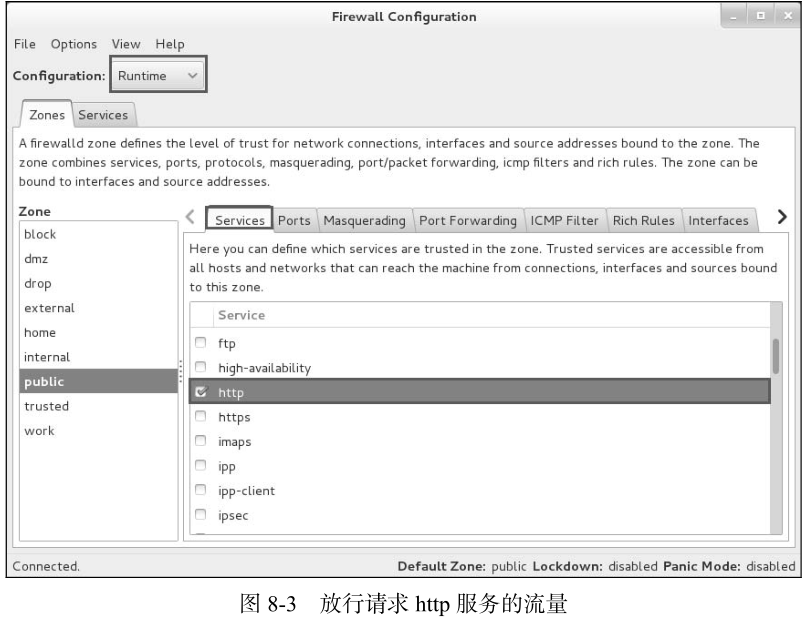 Firewall Configuration
File Options View Help
Configuration: Runtime
Zones Services
A firewalld zone defines the level of trust for network connections, interfaces and source addresses bound to the zone. The
zone combines services, ports, protocols, masquerading, port/packet forwarding, icmp filters and rich rules. The zone can be
bound to interfaces and source addresses.
Zone
block
dmz
drop
external
home
internal
public
trusted
work
Services Ports Masquerading Port Forwarding ICMP Filter Rich Rules Interfaces
Here you can define which services are trusted in the zone. Trusted services are accessible from
all hosts and networks that can reach the machine from connections, interfaces and sources bound
to this zone.
Service
ftp
high-availability
http
https
imaps
ipp
ipp-client
ipsec
Connected.
Default Zone: public Lockdown: disabled Panic Mode: disabled
图 8-3 放行请求 http 服务的流量